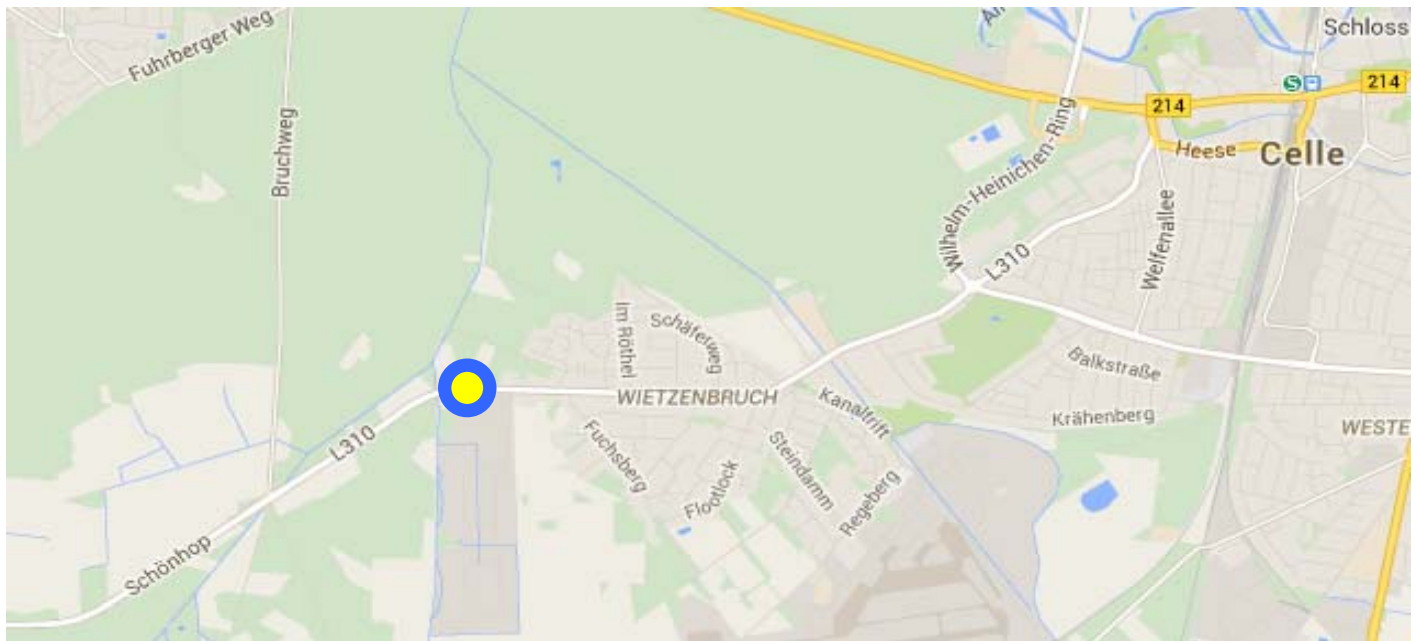 Fuhrberger Weg
Bruchweg
Schloss
214
S
214
Heese
Celle
Wilhelm-Heinichen-Ring
L310
Welfenallee
Im Röthel
Schäferweg
Balkstraße
WIETZENBRUCH
Kanaltrift
Krähenberg
WESTE
L310
Fuchsberg
Steindamm
Flootlock
Regeberg
Schönhop